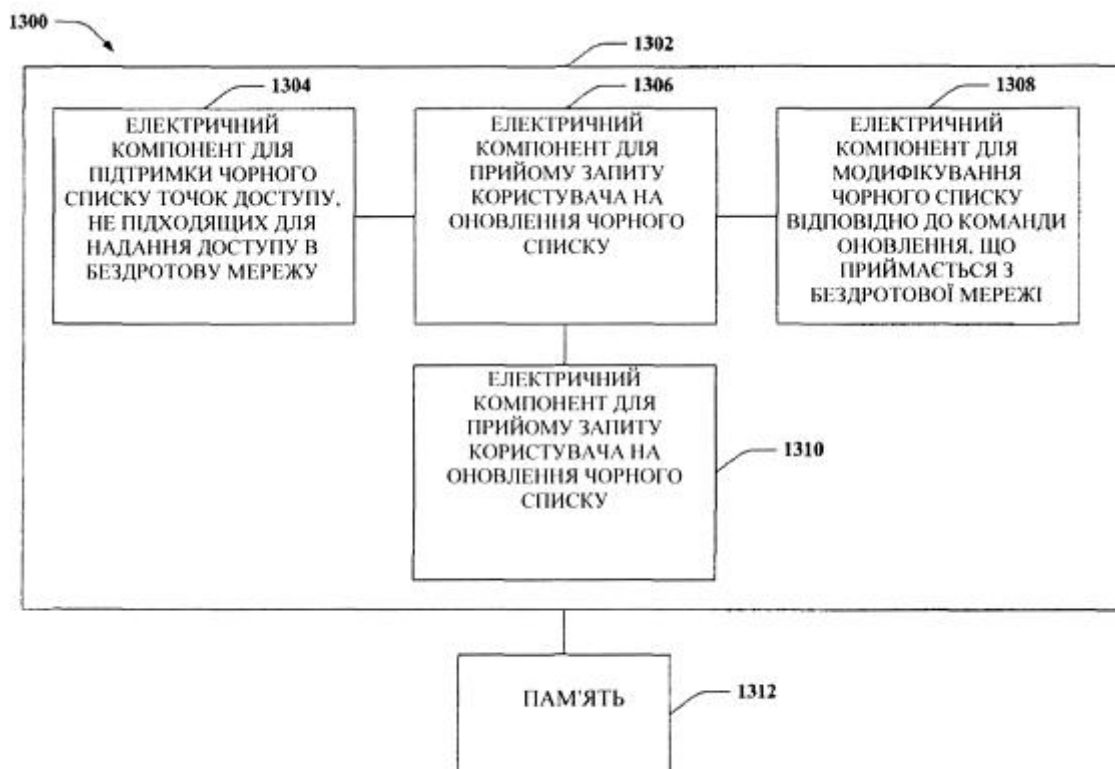 1300
1302
1304
ЕЛЕКТРИЧНИЙ
КОМПОНЕНТ ДЛЯ
ПІДТРИМКИ ЧОРНОГО
СПИСКУ ТОЧОК ДОСТУПУ,
НЕ ПІДХОДЯЩИХ ДЛЯ
НАДАННЯ ДОСТУПУ В
БЕЗДРОТОВУ МЕРЕЖУ
1306
ЕЛЕКТРИЧНИЙ
КОМПОНЕНТ ДЛЯ
ПРИЙОМУ ЗАПИТУ
КОРИСТУВАЧА НА
ОНОВЛЕННЯ ЧОРНОГО
СПИСКУ
1308
ЕЛЕКТРИЧНИЙ
КОМПОНЕНТ ДЛЯ
МОДИФІКУВАННЯ
ЧОРНОГО СПИСКУ
ВІДПОВІДНО ДО КОМАНДИ
ОНОВЛЕННЯ, ЩО
ПРИЙМАЄТЬСЯ З
БЕЗДРОТОВОЇ МЕРЕЖІ
ЕЛЕКТРИЧНИЙ
КОМПОНЕНТ ДЛЯ
ПРИЙОМУ ЗАПИТУ
КОРИСТУВАЧА НА
ОНОВЛЕННЯ ЧОРНОГО
СПИСКУ
1310
ПАМ'ЯТЬ
1312